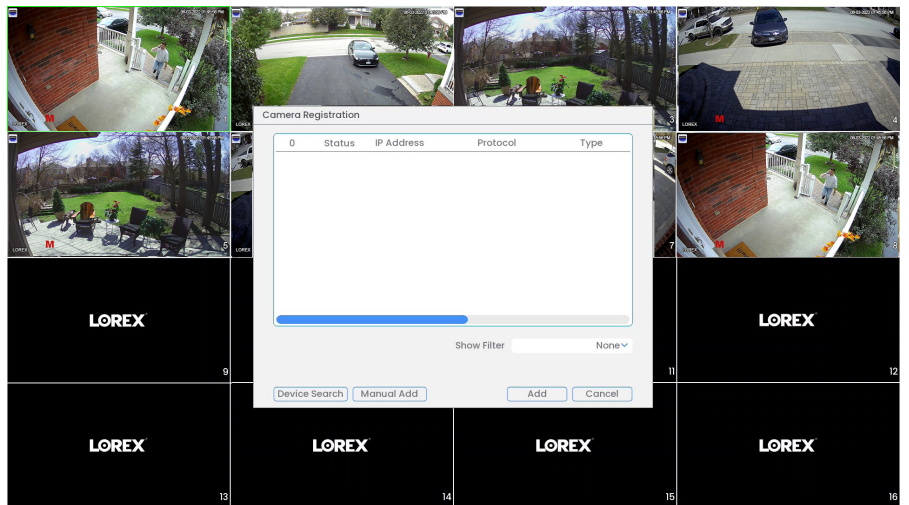 LOREX
M
1
3
LOREX
M
4
Camera Registration
0 Status IP Address Protocol Type
LOREX
M
5
LOREX
7
M
8
Show Filter None
Device Search Manual Add Add Cancel
LOREX
9
11
LOREX
12
LOREX
13
LOREX
14
LOREX
15
LOREX
16